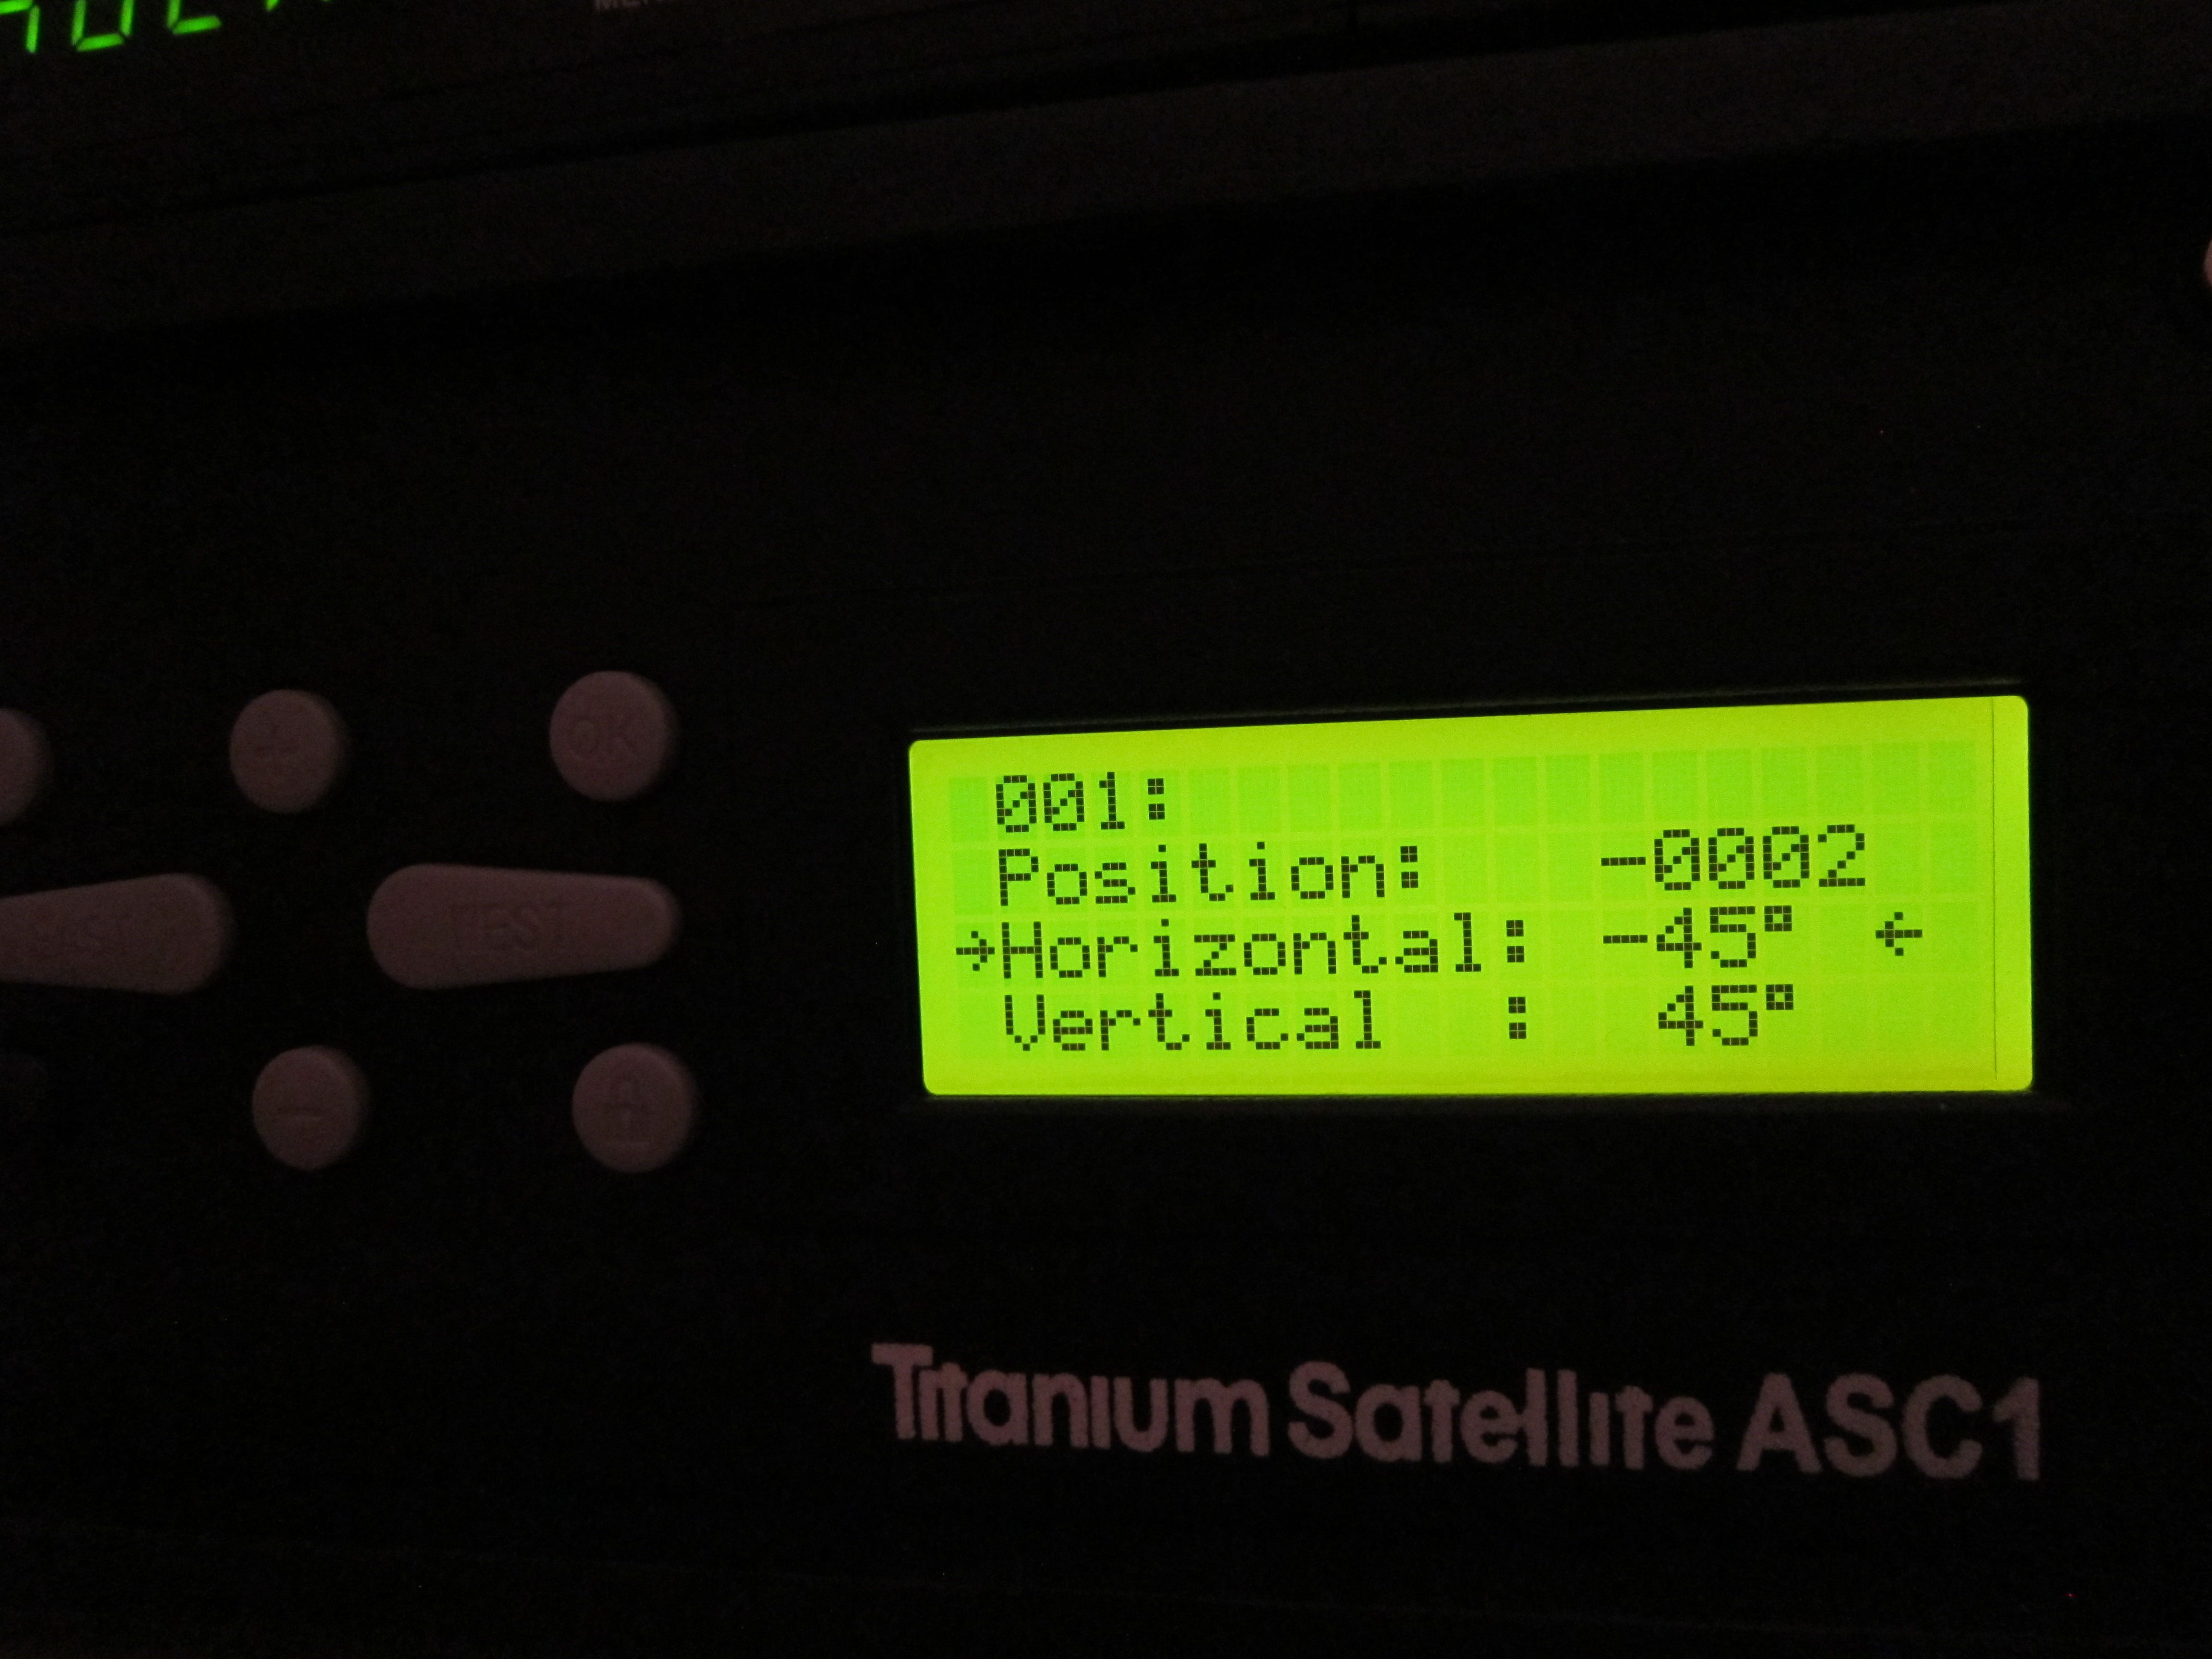 OK
001:
Position: -0002
→Horizontal: -45° ←
+
TEST
Vertical : 45°
-
Titanium Satellite ASC1